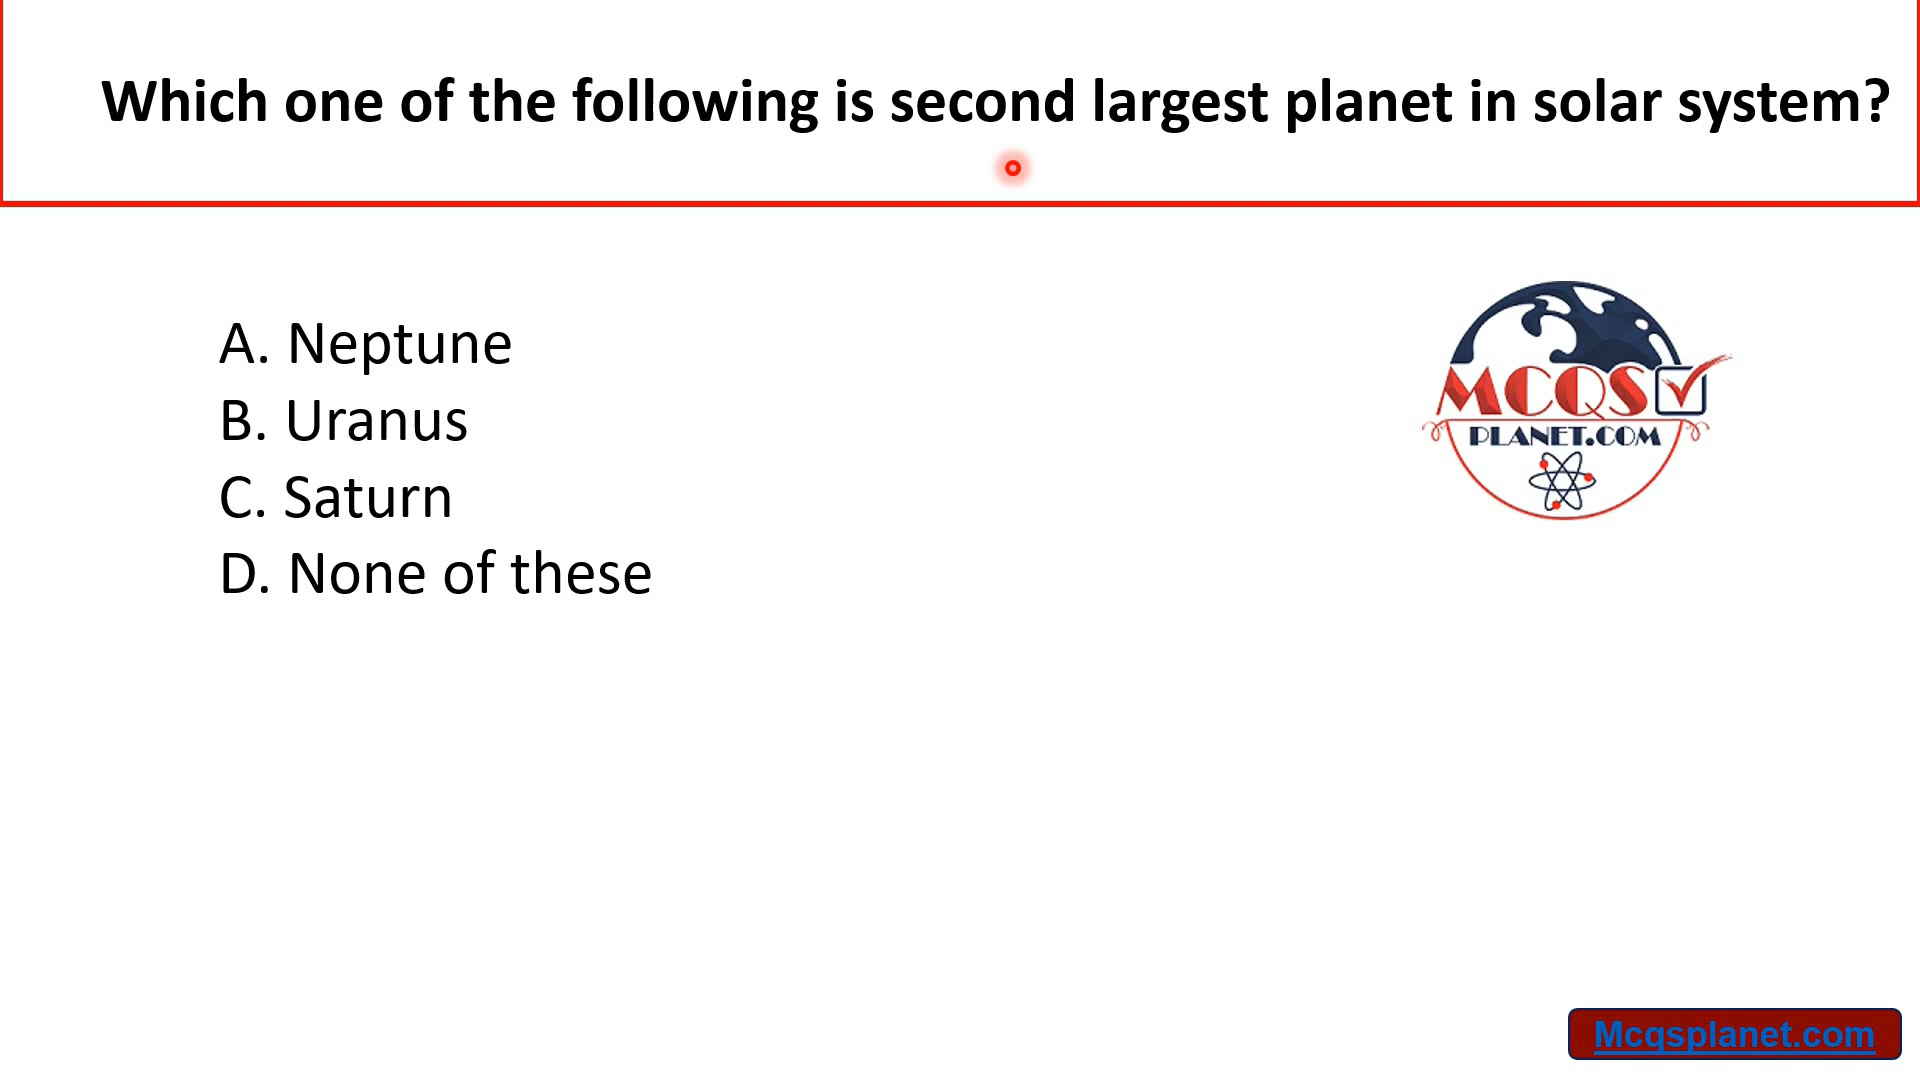 Which one of the following is second largest planet in solar system?
A. Neptune
B. Uranus
C. Saturn
D. None of these
MCQS
PLANET.COM
Mcqsplanet.com